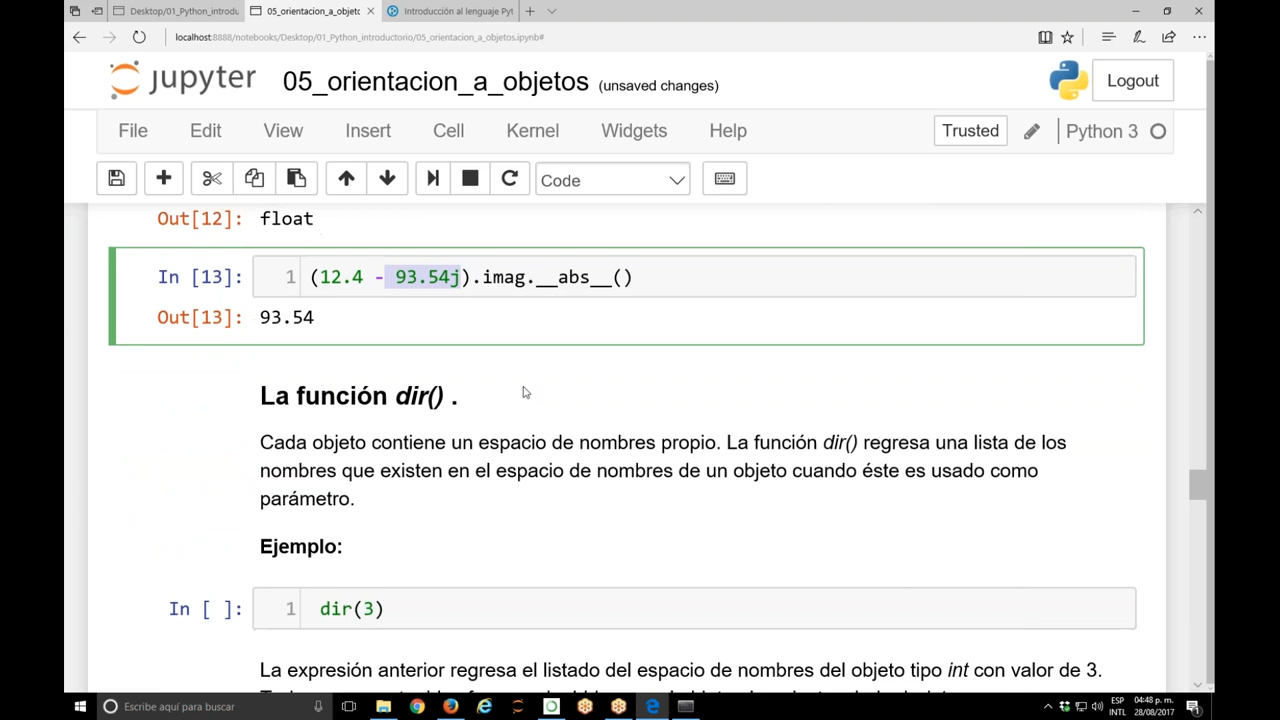 Desktop/01_Python_introdu
05_orientacion_a_objeto
Introducción al lenguaje Pyt
localhost:8888/notebooks/Desktop/01_Python_introductorio/05_orientacion_a_objetos.ipynb#
jupyter 05_orientacion_a_objetos (unsaved changes)
Logout
File Edit View Insert Cell Kernel Widgets Help
Trusted Python 3
Code
Out[12]: float
In [13]: 1 (12.4 - 93.54j).imag.__abs__()
Out[13]: 93.54
La función dir() .
Cada objeto contiene un espacio de nombres propio. La función dir() regresa una lista de los
nombres que existen en el espacio de nombres de un objeto cuando éste es usado como
parámetro.
Ejemplo:
In [ ]: 1 dir(3)
La expresión anterior regresa el listado del espacio de nombres del objeto tipo int con valor de 3.
Escribe aquí para buscar
ESP 04:48 p. m.
INTL 28/08/2017